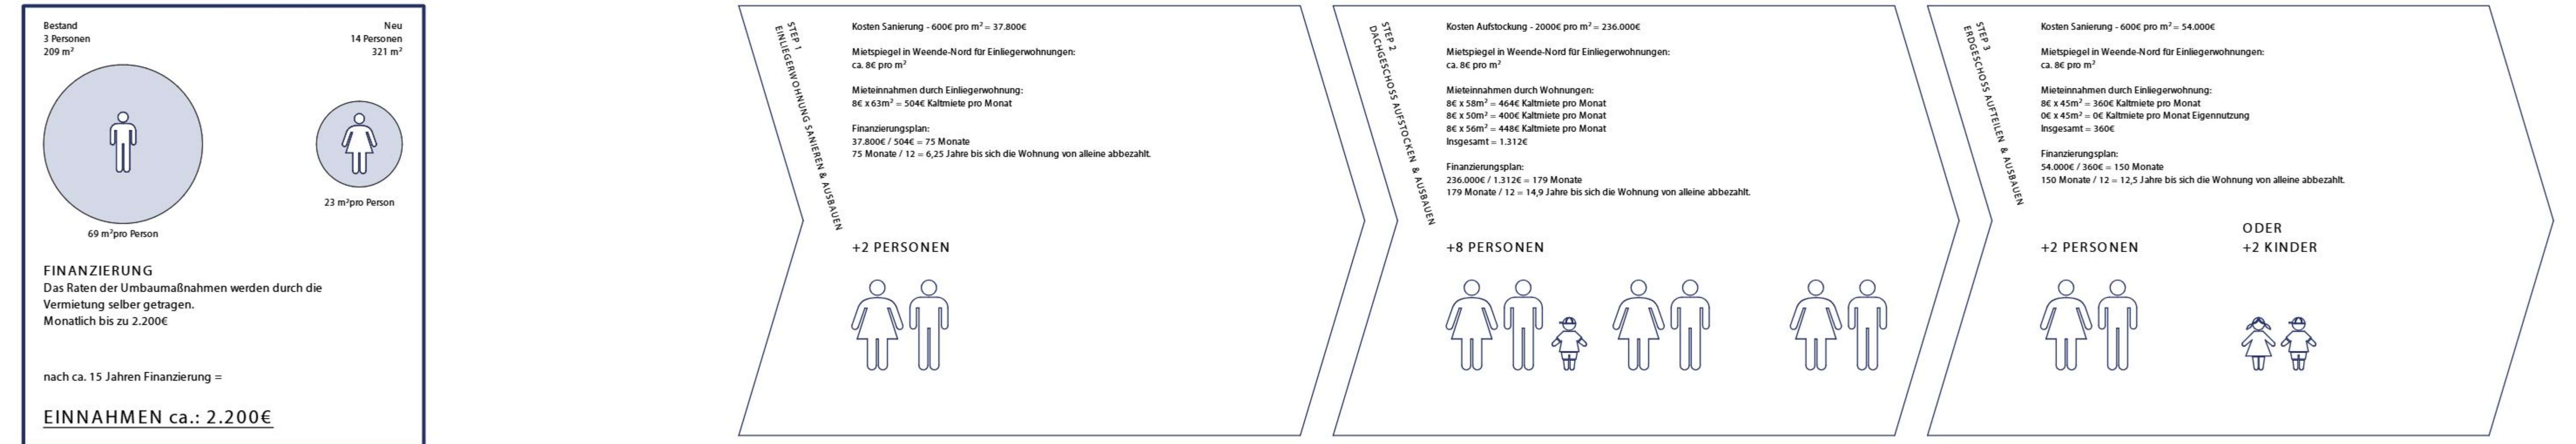 Bestand
3 Personen
209 m²
Neu
14 Personen
321 m²
69 m²pro Person
23 m²pro Person
FINANZIERUNG
Das Raten der Umbaumaßnahmen werden durch die
Vermietung selber getragen.
Monatlich bis zu 2.200€
nach ca. 15 Jahren Finanzierung =
EINNAHMEN ca.: 2.200€
STEP 1
EINLIEGERWOHNUNG SANIEREN & AUSBAUEN
Kosten Sanierung - 600€ pro m² = 37.800€
Mietspiegel in Weende-Nord für Einliegerwohnungen:
ca. 8€ pro m²
Mieteinnahmen durch Einliegerwohnung:
8€ x 63m² = 504€ Kaltmiete pro Monat
Finanzierungsplan:
37.800€ / 504€ = 75 Monate
75 Monate / 12 = 6,25 Jahre bis sich die Wohnung von alleine abbezahlt.
+2 PERSONEN
STEP 2
DACHGESCHOSS AUFSTOCKEN & AUSBAUEN
Kosten Aufstockung - 2000€ pro m² = 236.000€
Mietspiegel in Weende-Nord für Einliegerwohnungen:
ca. 8€ pro m²
Mieteinnahmen durch Wohnungen:
8€ x 58m² = 464€ Kaltmiete pro Monat
8€ x 50m² = 400€ Kaltmiete pro Monat
8€ x 56m² = 448€ Kaltmiete pro Monat
Insgesamt = 1.312€
Finanzierungsplan:
236.000€ / 1.312€ = 179 Monate
179 Monate / 12 = 14,9 Jahre bis sich die Wohnung von alleine abbezahlt.
+8 PERSONEN
STEP 3
ERDGESCHOSS AUFTEILEN & AUSBAUEN
Kosten Sanierung - 600€ pro m² = 54.000€
Mietspiegel in Weende-Nord für Einliegerwohnungen:
ca. 8€ pro m²
Mieteinnahmen durch Einliegerwohnung:
8€ x 45m² = 360€ Kaltmiete pro Monat
0€ x 45m² = 0€ Kaltmiete pro Monat Eigennutzung
Insgesamt = 360€
Finanzierungsplan:
54.000€ / 360€ = 150 Monate
150 Monate / 12 = 12,5 Jahre bis sich die Wohnung von alleine abbezahlt.
+2 PERSONEN
ODER
+2 KINDER